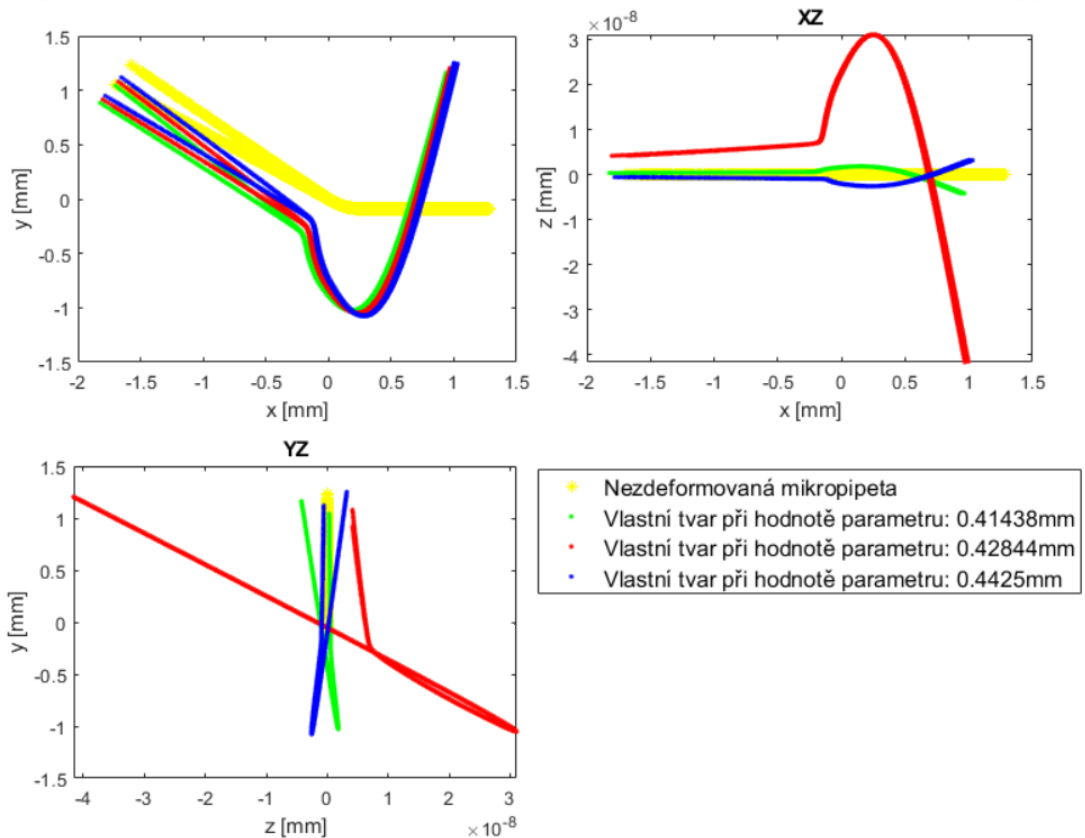 1.5
1
0.5
0
-0.5
-1
-1.5
y [mm]
-2 -1.5 -1 -0.5 0 0.5 1 1.5
x [mm]
XZ
×10⁻⁸
3
2
1
0
-1
-2
-3
-4
z [mm]
-2 -1.5 -1 -0.5 0 0.5 1 1.5
x [mm]
YZ
1.5
1
0.5
0
-0.5
-1
-1.5
y [mm]
-4 -3 -2 -1 0 1 2 3
z [mm]
×10⁻⁸
Nezdeformovaná mikropipeta
Vlastní tvar při hodnotě parametru: 0.41438mm
Vlastní tvar při hodnotě parametru: 0.42844mm
Vlastní tvar při hodnotě parametru: 0.4425mm